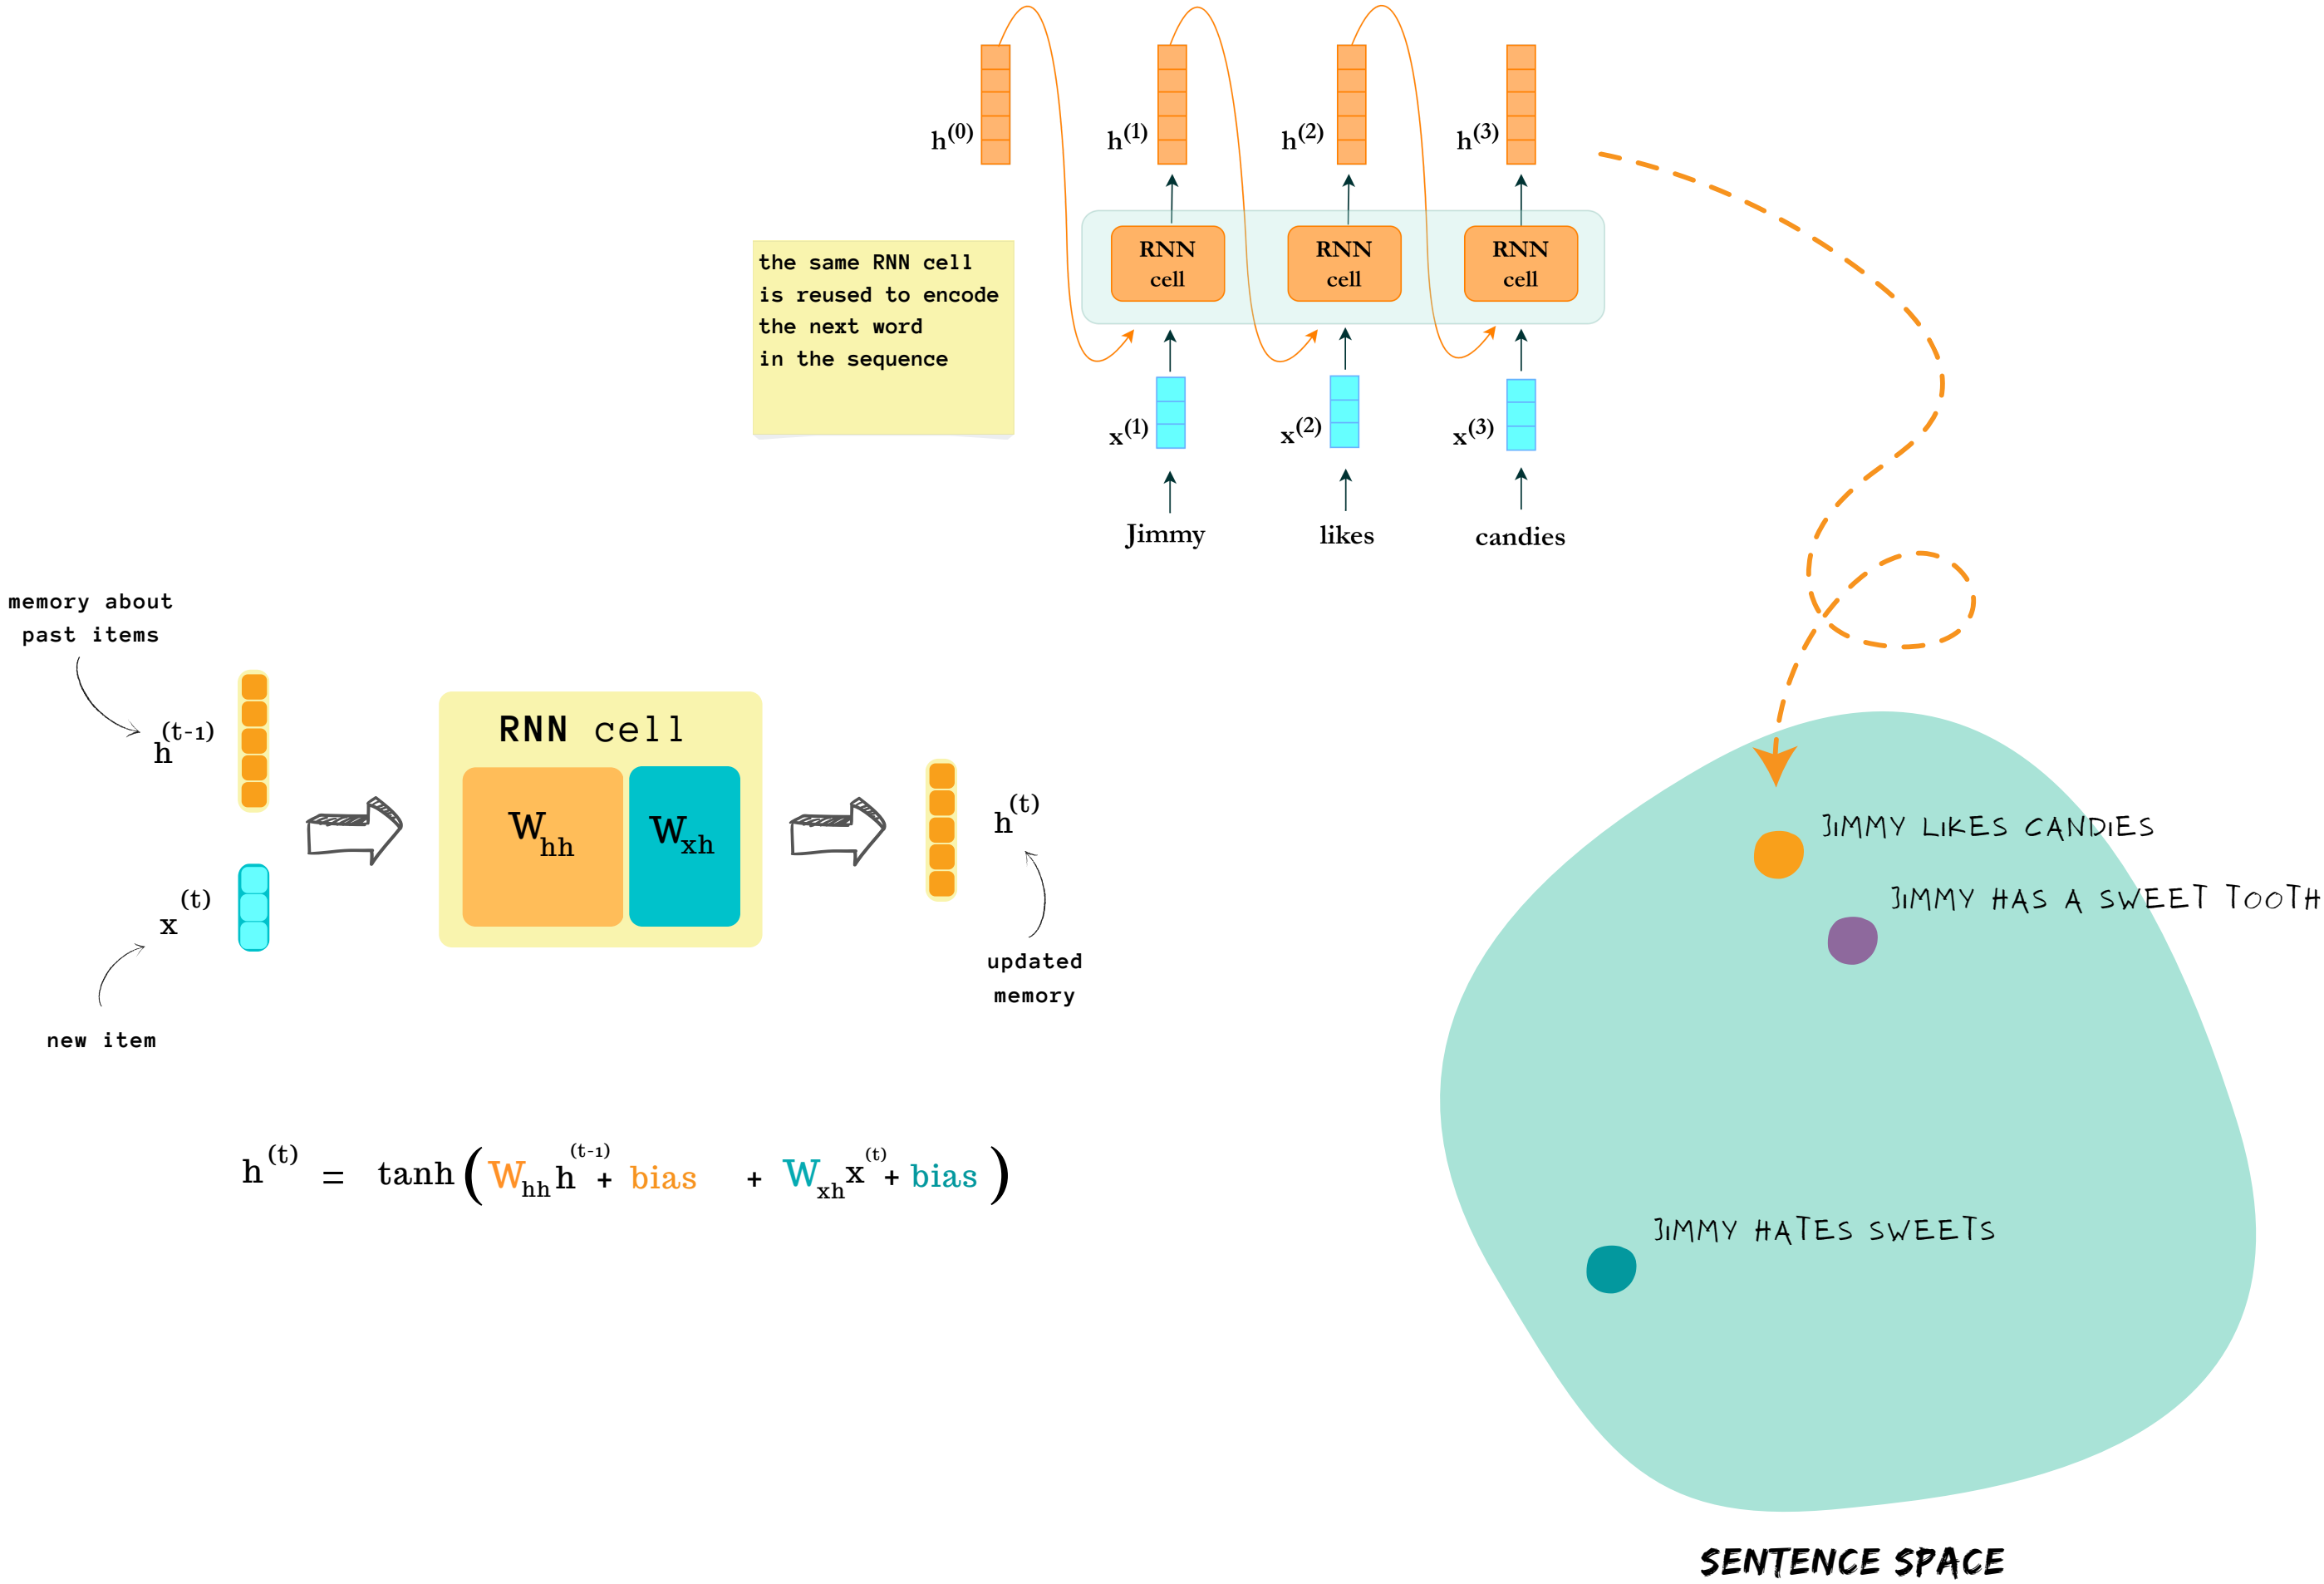 h(0)
h(1)
h(2)
h(3)
the same RNN cell
is reused to encode
the next word
in the sequence
RNN
cell
RNN
cell
RNN
cell
x(1)
x(2)
x(3)
Jimmy
likes
candies
memory about
past items
h(t-1)
x(t)
new item
RNN cell
Whh
Wxh
h(t)
updated
memory
h(t) = tanh(Whh h(t-1) + bias + Wxh x(t) + bias)
JIMMY LIKES CANDIES
JIMMY HAS A SWEET TOOTH
JIMMY HATES SWEETS
SENTENCE SPACE